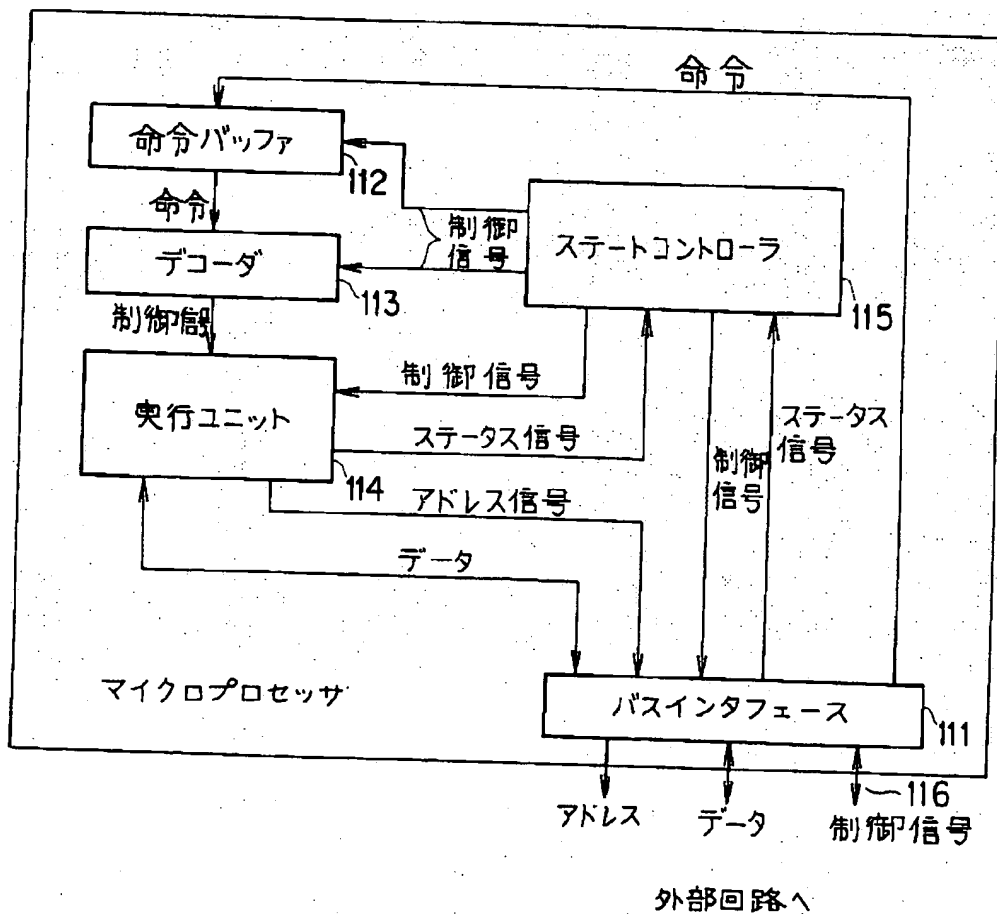 命令
命令バッファ
112
命令
制御
信号
ステートコントローラ
デコーダ
113
115
制御信号
制御信号
実行ユニット
ステータス信号
ステータス
信号
制御
信号
114
アドレス信号
データ
マイクロプロセッサ
バスインタフェース
111
116
アドレス
データ
制御信号
外部回路へ